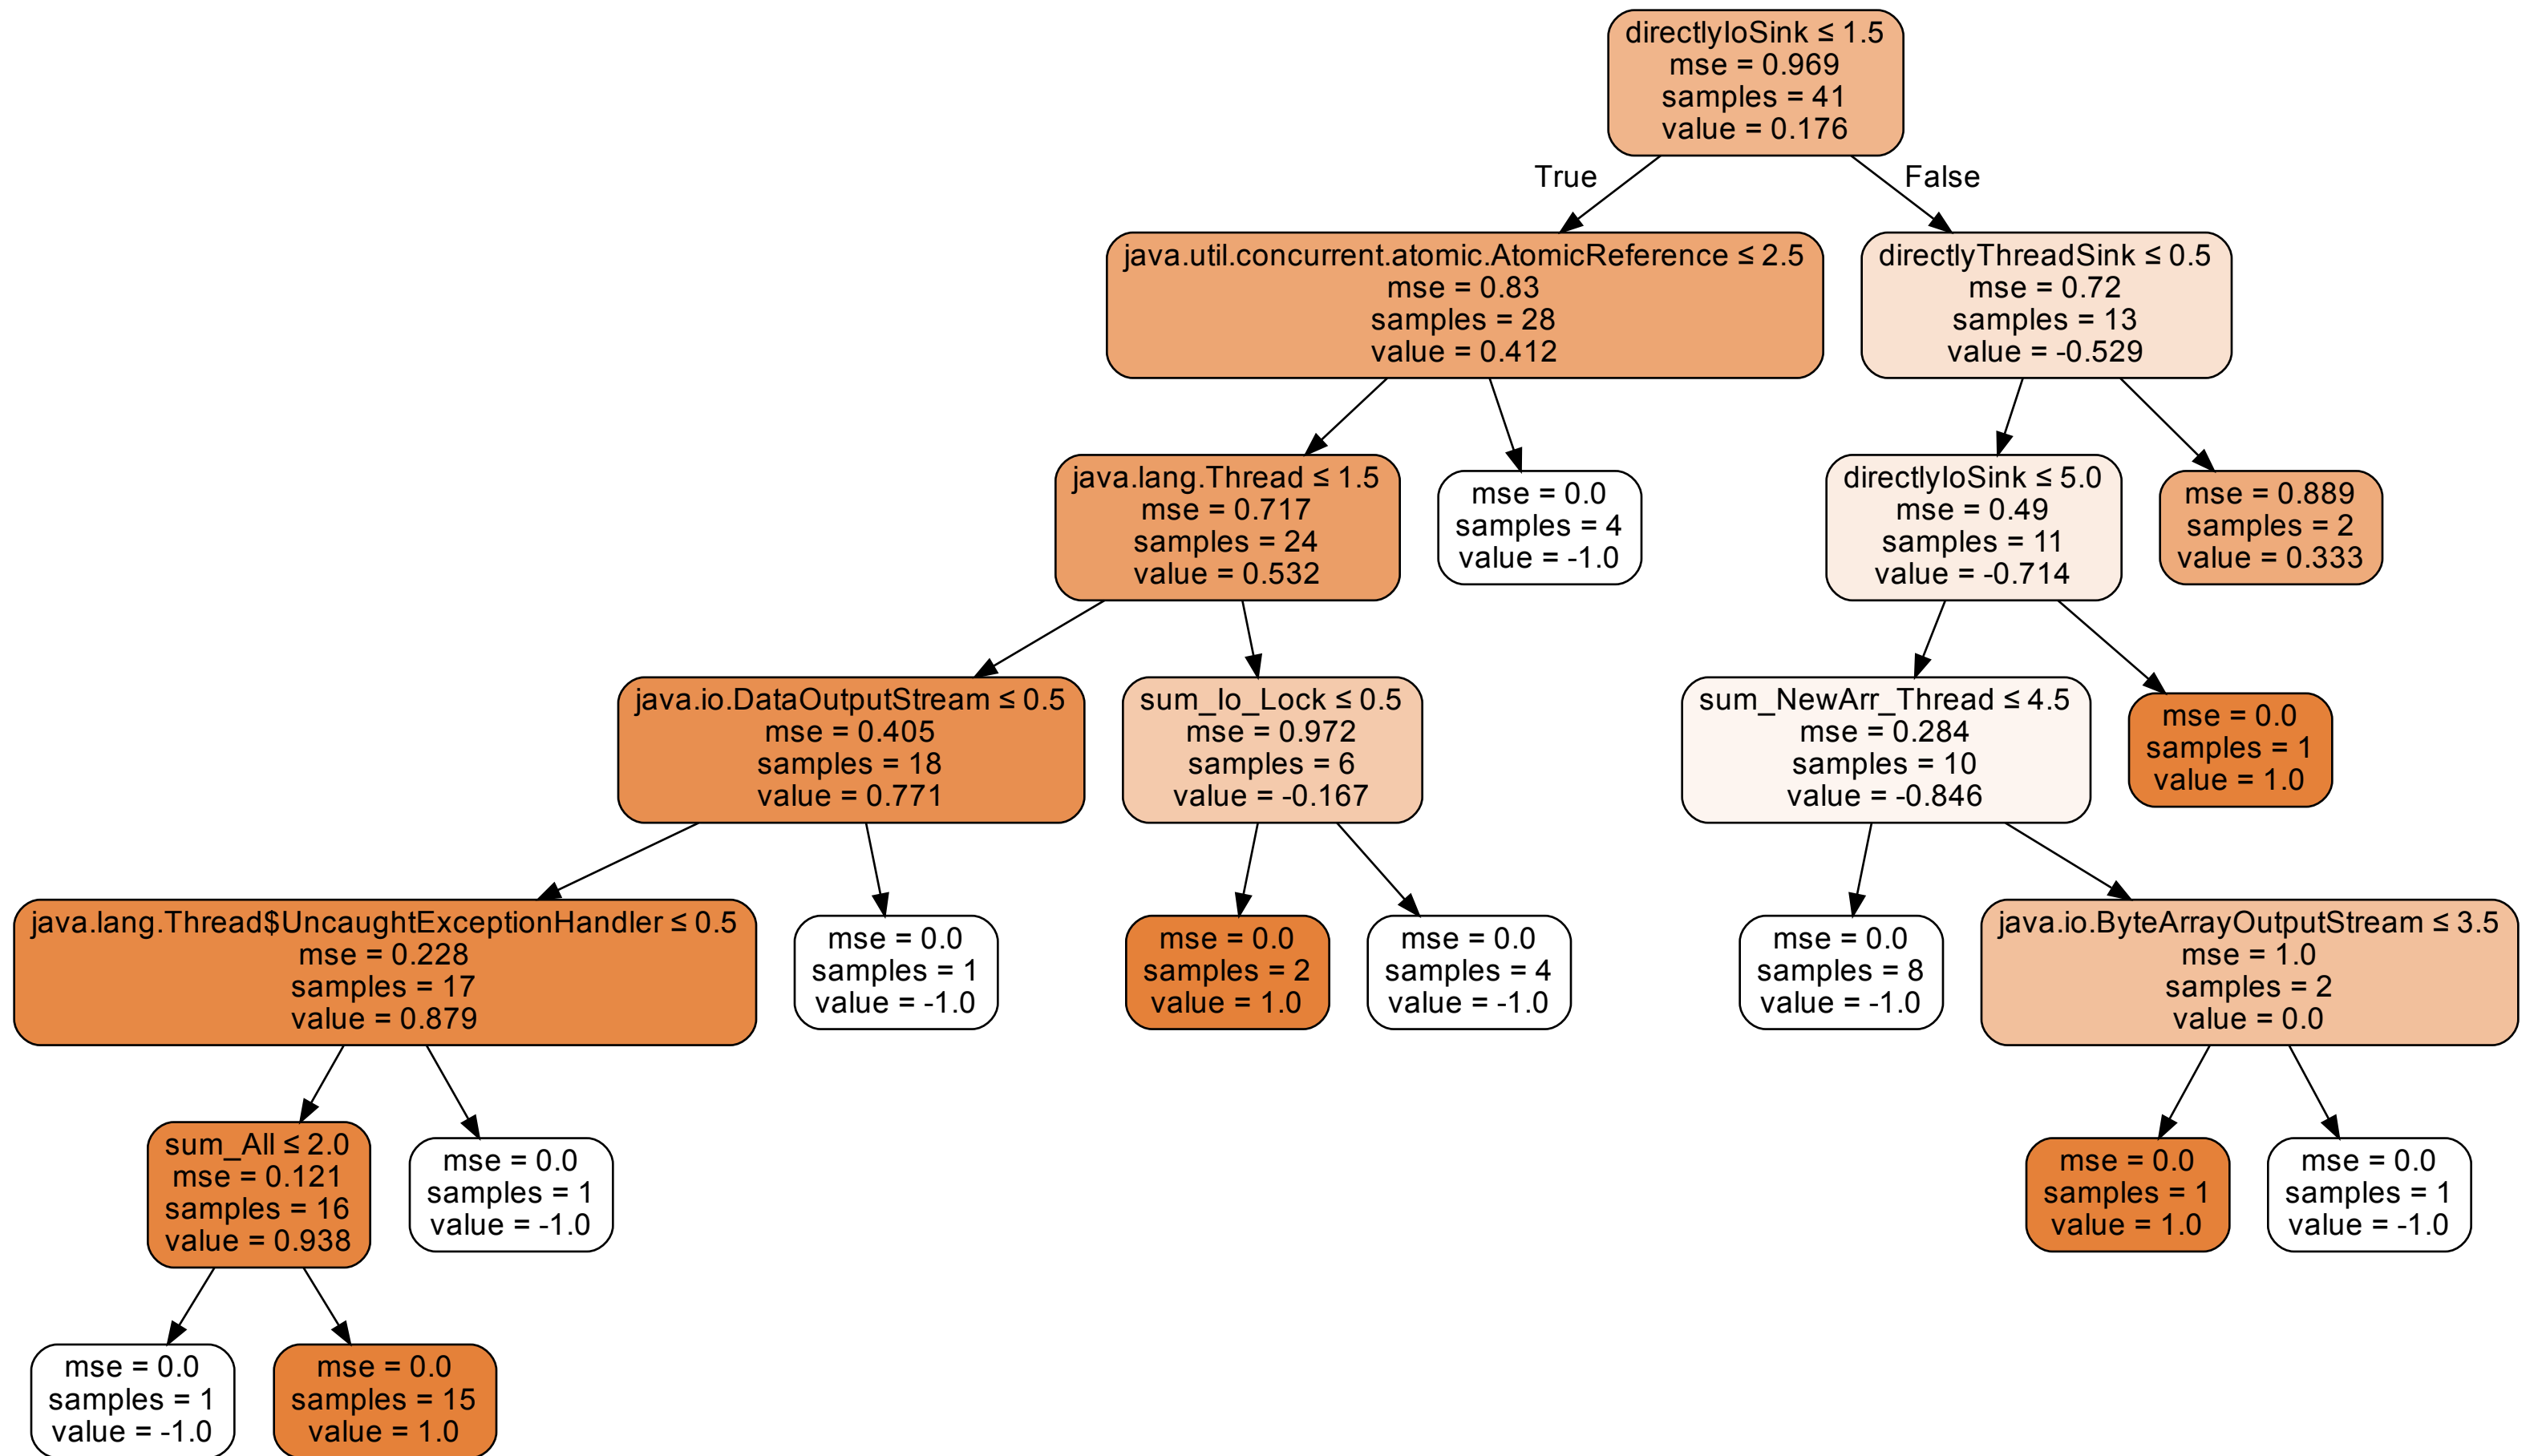 directlyIoSink ≤ 1.5
mse = 0.969
samples = 41
value = 0.176
True
False
java.util.concurrent.atomic.AtomicReference ≤ 2.5
mse = 0.83
samples = 28
value = 0.412
directlyThreadSink ≤ 0.5
mse = 0.72
samples = 13
value = -0.529
java.lang.Thread ≤ 1.5
mse = 0.717
samples = 24
value = 0.532
mse = 0.0
samples = 4
value = -1.0
directlyIoSink ≤ 5.0
mse = 0.49
samples = 11
value = -0.714
mse = 0.889
samples = 2
value = 0.333
java.io.DataOutputStream ≤ 0.5
mse = 0.405
samples = 18
value = 0.771
sum_Io_Lock ≤ 0.5
mse = 0.972
samples = 6
value = -0.167
sum_NewArr_Thread ≤ 4.5
mse = 0.284
samples = 10
value = -0.846
mse = 0.0
samples = 1
value = 1.0
java.lang.Thread$UncaughtExceptionHandler ≤ 0.5
mse = 0.228
samples = 17
value = 0.879
mse = 0.0
samples = 1
value = -1.0
mse = 0.0
samples = 2
value = 1.0
mse = 0.0
samples = 4
value = -1.0
mse = 0.0
samples = 8
value = -1.0
java.io.ByteArrayOutputStream ≤ 3.5
mse = 1.0
samples = 2
value = 0.0
sum_All ≤ 2.0
mse = 0.121
samples = 16
value = 0.938
mse = 0.0
samples = 1
value = -1.0
mse = 0.0
samples = 1
value = 1.0
mse = 0.0
samples = 1
value = -1.0
mse = 0.0
samples = 1
value = -1.0
mse = 0.0
samples = 15
value = 1.0